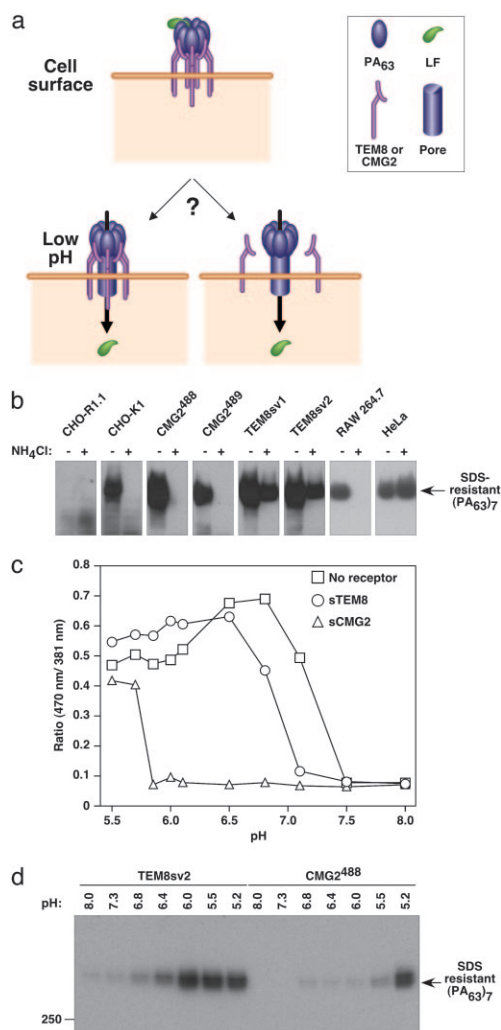 a
Cell
surface
PA63
LF
TEM8 or
CMG2
Pore
?
Low
pH
b
CHO-R1.1
CHO-K1
CMG2488
CMG2489
TEM8sv1
TEM8sv2
RAW 264.7
HeLa
NH4Cl: - + - + - + - + - + - + - + - +
SDS-
resistant
(PA63)7
c
0.8
0.7
0.6
0.5
0.4
0.3
0.2
0.1
0
Ratio (470 nm/ 381 nm)
No receptor
sTEM8
sCMG2
5.5 6.0 6.5 7.0 7.5 8.0
pH
d
TEM8sv2 CMG2488
pH: 8.0 7.3 6.8 6.4 6.0 5.5 5.2 8.0 7.3 6.8 6.4 6.0 5.5 5.2
SDS
resistant
(PA63)7
250